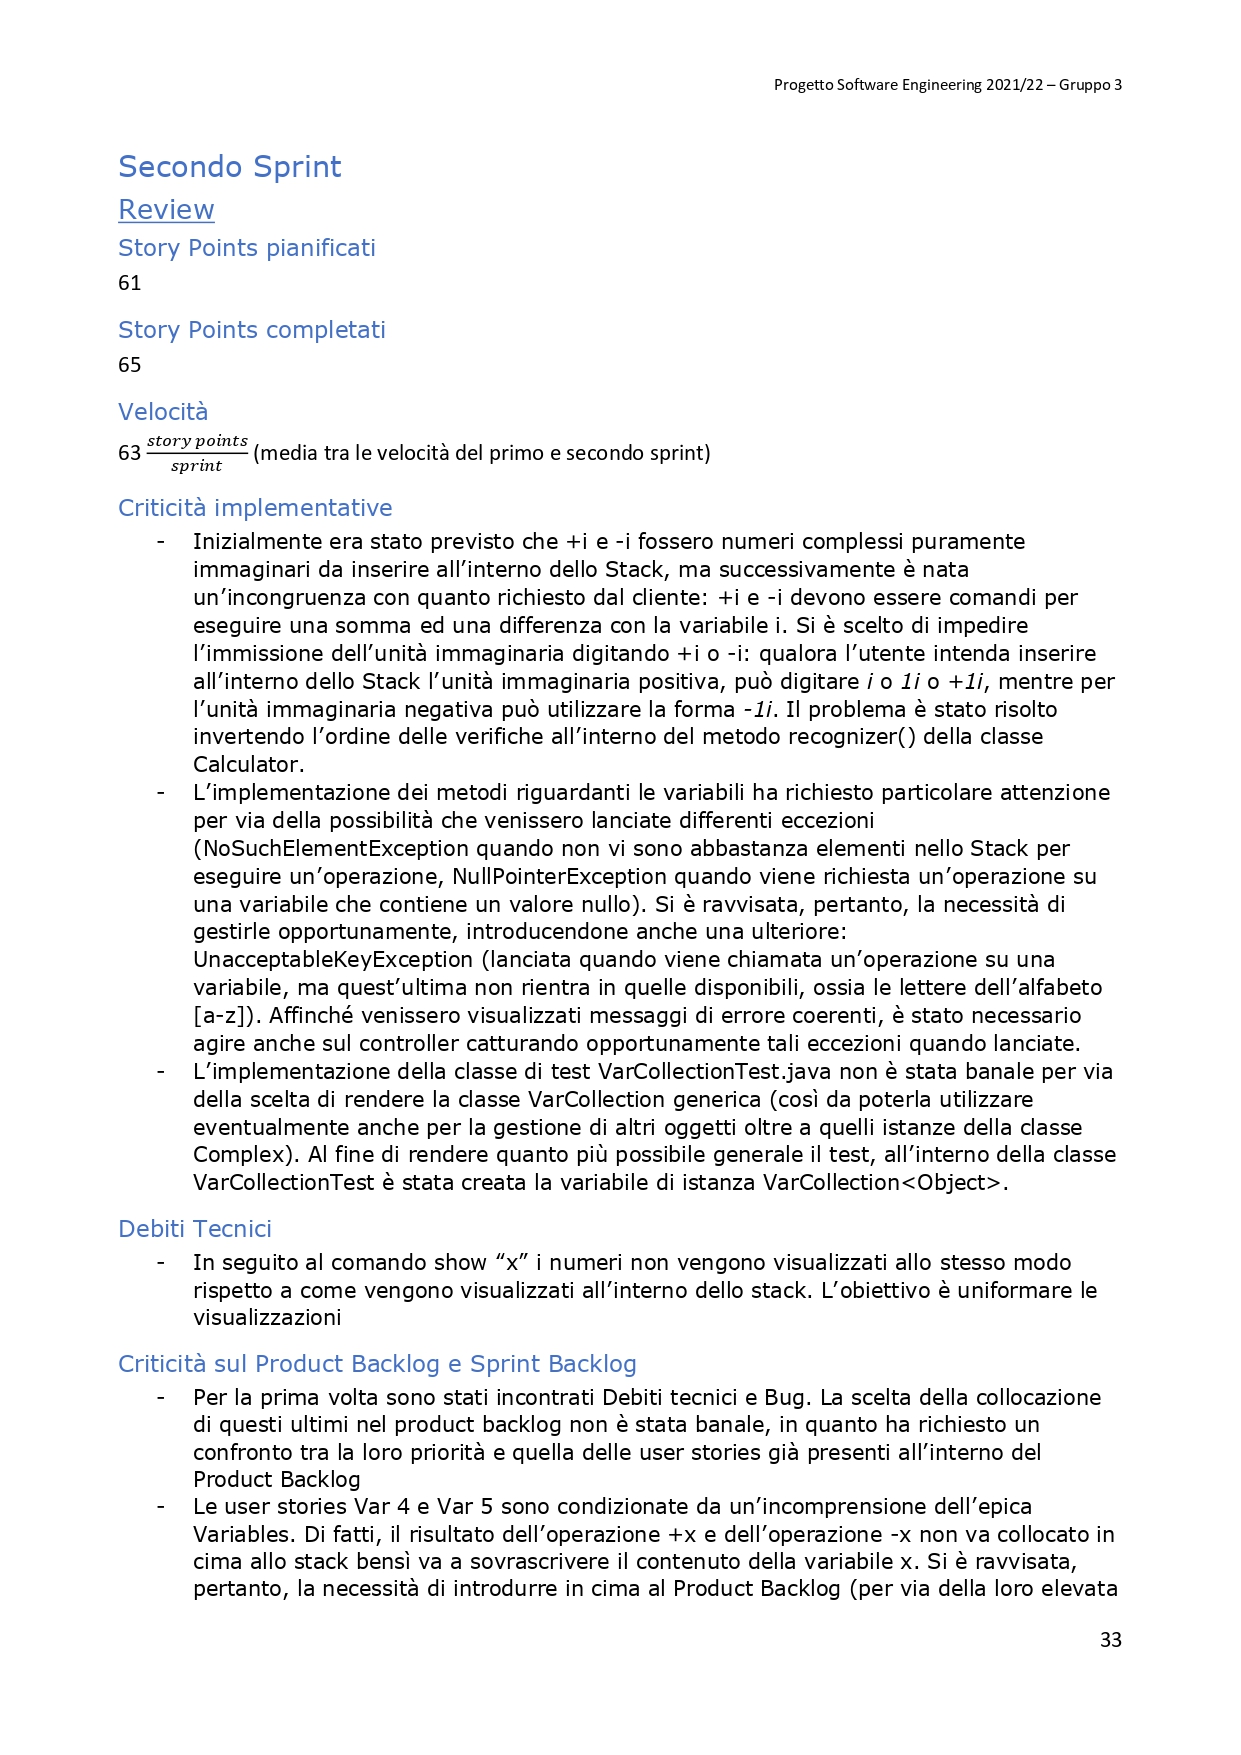 Progetto Software Engineering 2021/22 – Gruppo 3
Secondo Sprint
Review
Story Points pianificati
61
Story Points completati
65
Velocità
63 story points/sprint (media tra le velocità del primo e secondo sprint)
Criticità implementative
- Inizialmente era stato previsto che +i e -i fossero numeri complessi puramente
immaginari da inserire all’interno dello Stack, ma successivamente è nata
un’incongruenza con quanto richiesto dal cliente: +i e -i devono essere comandi per
eseguire una somma ed una differenza con la variabile i. Si è scelto di impedire
l’immissione dell’unità immaginaria digitando +i o -i: qualora l’utente intenda inserire
all’interno dello Stack l’unità immaginaria positiva, può digitare i o 1i o +1i, mentre per
l’unità immaginaria negativa può utilizzare la forma -1i. Il problema è stato risolto
invertendo l’ordine delle verifiche all’interno del metodo recognizer() della classe
Calculator.
- L’implementazione dei metodi riguardanti le variabili ha richiesto particolare attenzione
per via della possibilità che venissero lanciate differenti eccezioni
(NoSuchElementException quando non vi sono abbastanza elementi nello Stack per
eseguire un’operazione, NullPointerException quando viene richiesta un’operazione su
una variabile che contiene un valore nullo). Si è ravvisata, pertanto, la necessità di
gestirle opportunamente, introducendone anche una ulteriore:
UnacceptableKeyException (lanciata quando viene chiamata un’operazione su una
variabile, ma quest’ultima non rientra in quelle disponibili, ossia le lettere dell’alfabeto
[a-z]). Affinché venissero visualizzati messaggi di errore coerenti, è stato necessario
agire anche sul controller catturando opportunamente tali eccezioni quando lanciate.
- L’implementazione della classe di test VarCollectionTest.java non è stata banale per via
della scelta di rendere la classe VarCollection generica (così da poterla utilizzare
eventualmente anche per la gestione di altri oggetti oltre a quelli istanze della classe
Complex). Al fine di rendere quanto più possibile generale il test, all’interno della classe
VarCollectionTest è stata creata la variabile di istanza VarCollection<Object>.
Debiti Tecnici
- In seguito al comando show “x” i numeri non vengono visualizzati allo stesso modo
rispetto a come vengono visualizzati all’interno dello stack. L’obiettivo è uniformare le
visualizzazioni
Criticità sul Product Backlog e Sprint Backlog
- Per la prima volta sono stati incontrati Debiti tecnici e Bug. La scelta della collocazione
di questi ultimi nel product backlog non è stata banale, in quanto ha richiesto un
confronto tra la loro priorità e quella delle user stories già presenti all’interno del
Product Backlog
- Le user stories Var 4 e Var 5 sono condizionate da un’incomprensione dell’epica
Variables. Di fatti, il risultato dell’operazione +x e dell’operazione -x non va collocato in
cima allo stack bensì va a sovrascrivere il contenuto della variabile x. Si è ravvisata,
pertanto, la necessità di introdurre in cima al Product Backlog (per via della loro elevata
33